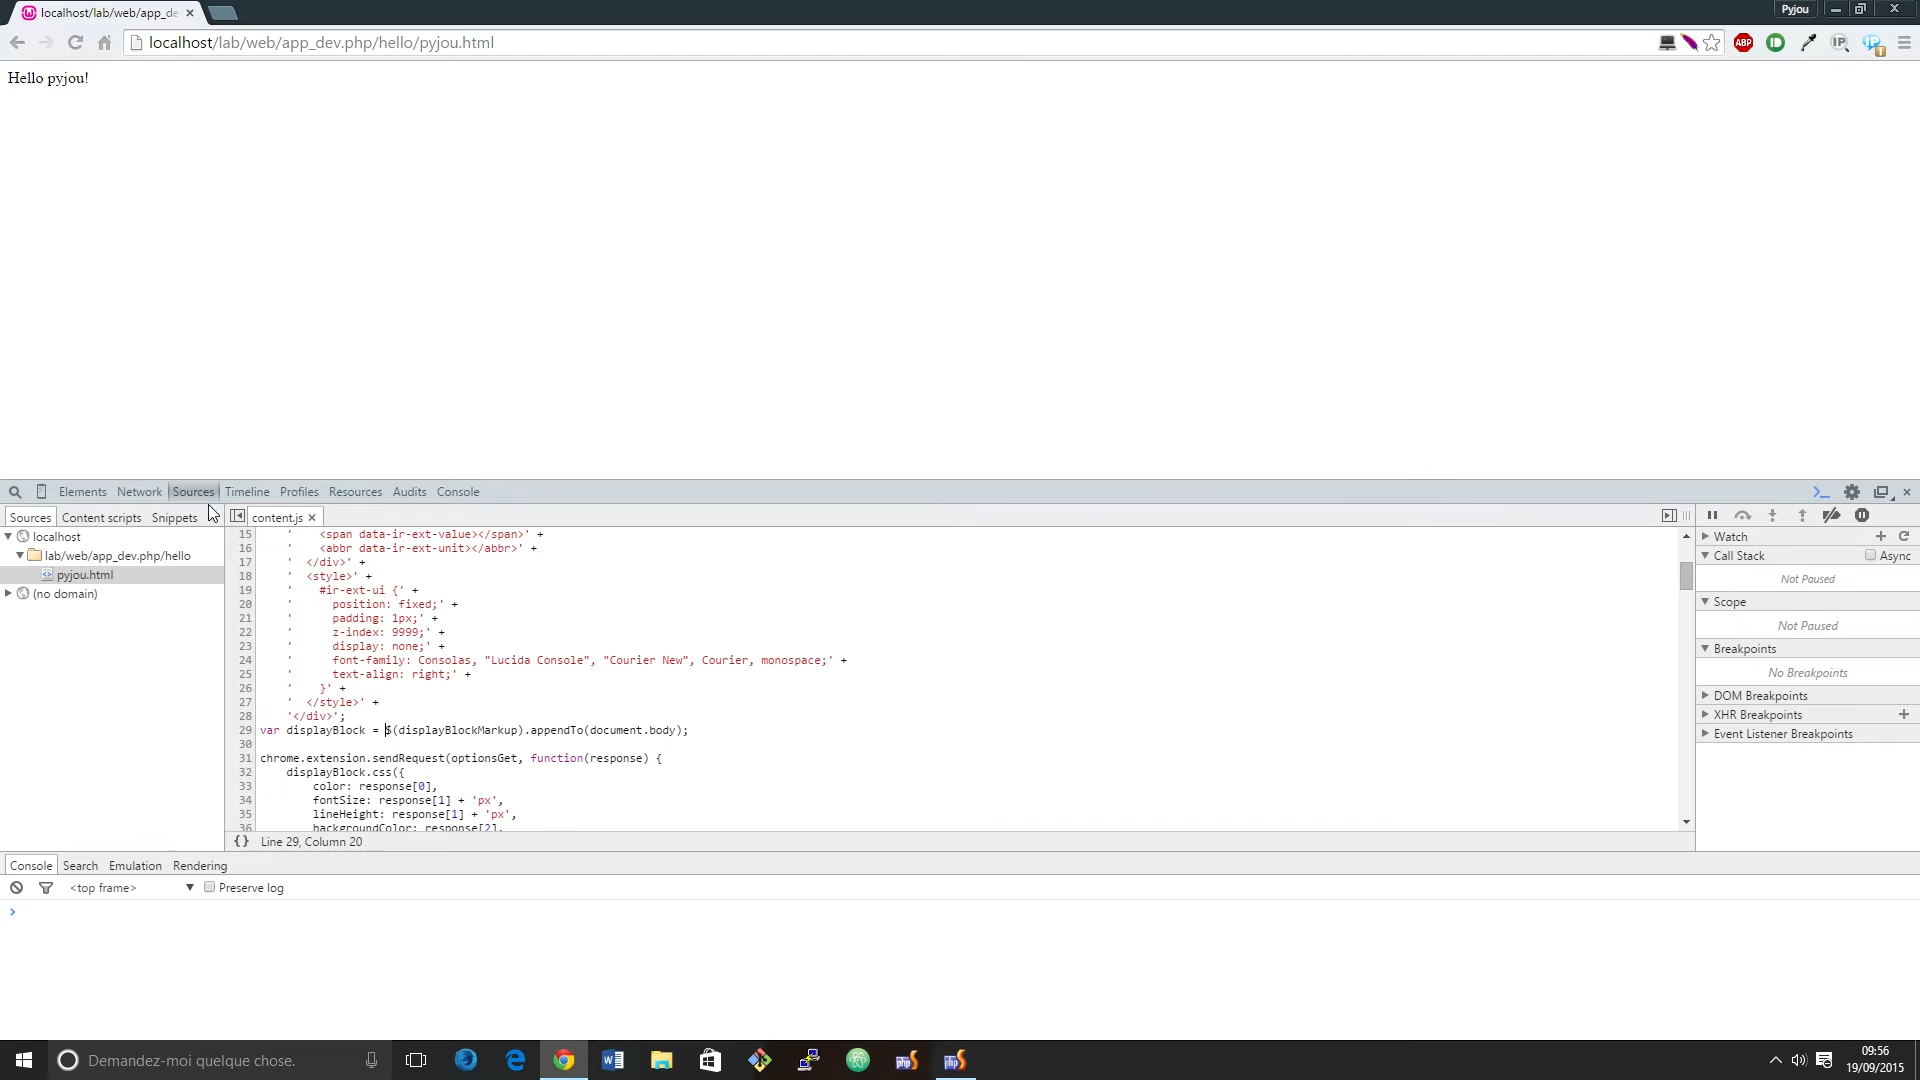 localhost/lab/web/app_de
Pyjou
localhost/lab/web/app_dev.php/hello/pyjou.html
ABP
IP
Hello pyjou!
Elements Network Sources Timeline Profiles Resources Audits Console
Sources Content scripts Snippets
content.js
localhost
lab/web/app_dev.php/hello
pyjou.html
(no domain)
15 '    <span data-ir-ext-value></span>' +
16 '    <abbr data-ir-ext-unit></abbr>' +
17 '  </div>' +
18 '  <style>' +
19 '    #ir-ext-ui {' +
20 '      position: fixed;' +
21 '      padding: 1px;' +
22 '      z-index: 9999;' +
23 '      display: none;' +
24 '      font-family: Consolas, "Lucida Console", "Courier New", Courier, monospace;' +
25 '      text-align: right;' +
26 '    }' +
27 '  </style>' +
28 '</div>';
29 var displayBlock = $(displayBlockMarkup).appendTo(document.body);
30
31 chrome.extension.sendRequest(optionsGet, function(response) {
32 displayBlock.css({
33 color: response[0],
34 fontSize: response[1] + 'px',
35 lineHeight: response[1] + 'px',
36 backgroundColor: response[2],
{} Line 29, Column 20
Watch
Call Stack Async
Not Paused
Scope
Not Paused
Breakpoints
No Breakpoints
DOM Breakpoints
XHR Breakpoints
Event Listener Breakpoints
Console Search Emulation Rendering
<top frame> Preserve log
>
Demandez-moi quelque chose.
09:56
19/09/2015